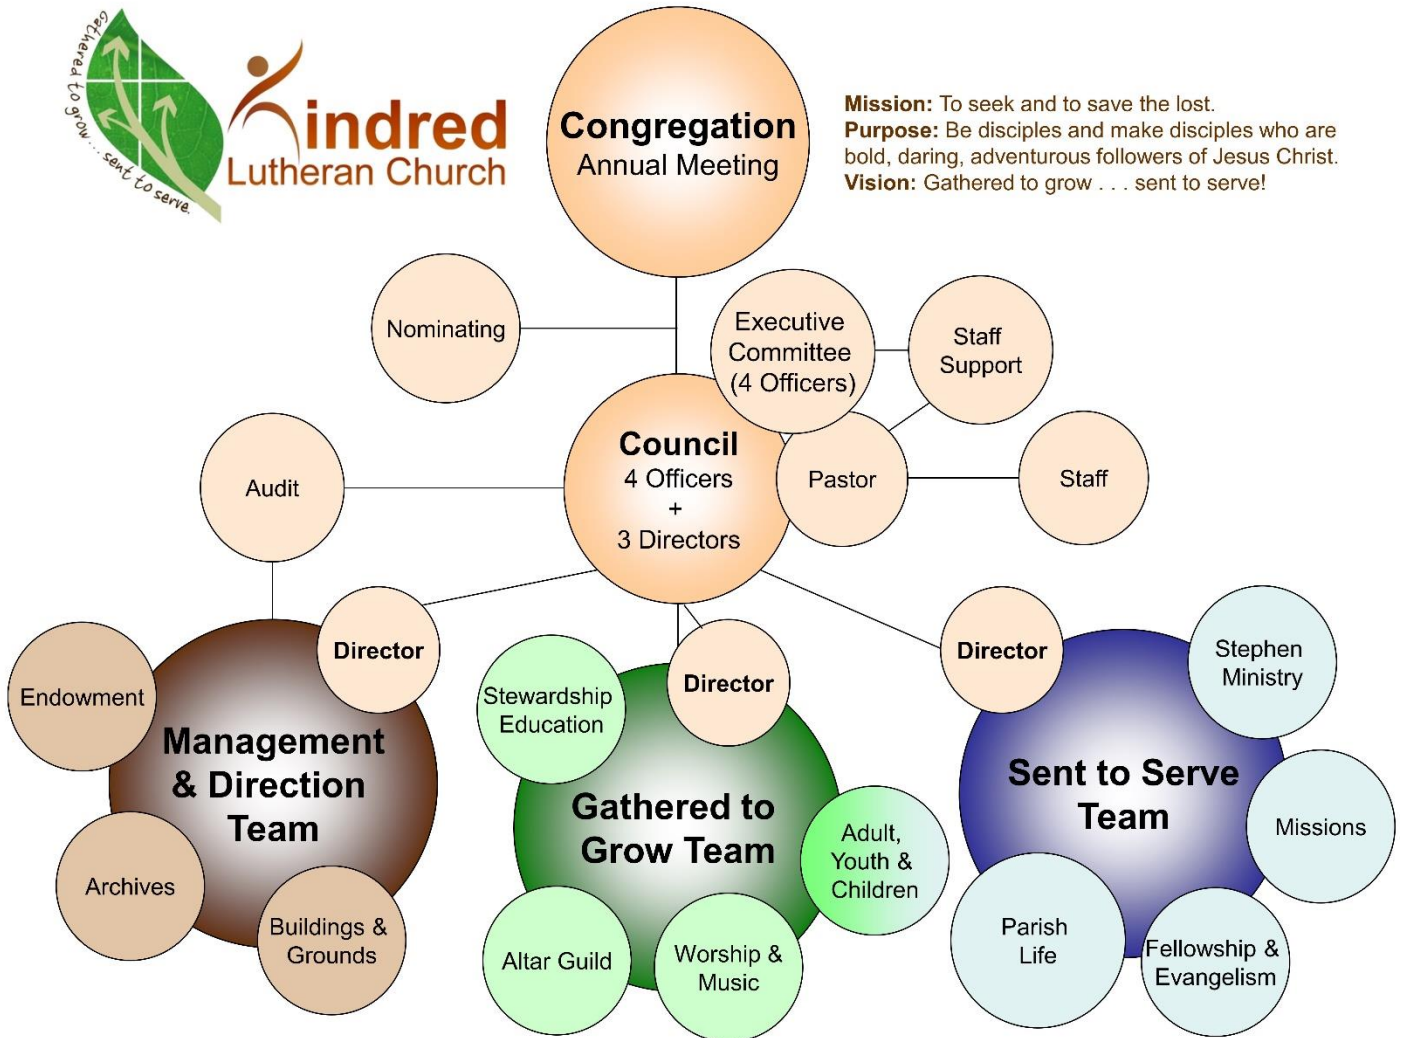 Gathered to grow . . . sent to serve.
Kindred
Lutheran Church
Congregation
Annual Meeting
Mission: To seek and to save the lost.
Purpose: Be disciples and make disciples who are
bold, daring, adventurous followers of Jesus Christ.
Vision: Gathered to grow . . . sent to serve!
Nominating
Executive
Committee
(4 Officers)
Staff
Support
Audit
Council
4 Officers
+
3 Directors
Pastor
Staff
Endowment
Director
Management
& Direction
Team
Archives
Buildings &
Grounds
Stewardship
Education
Director
Gathered to
Grow Team
Adult,
Youth &
Children
Altar Guild
Worship &
Music
Director
Stephen
Ministry
Sent to Serve
Team
Missions
Parish
Life
Fellowship &
Evangelism